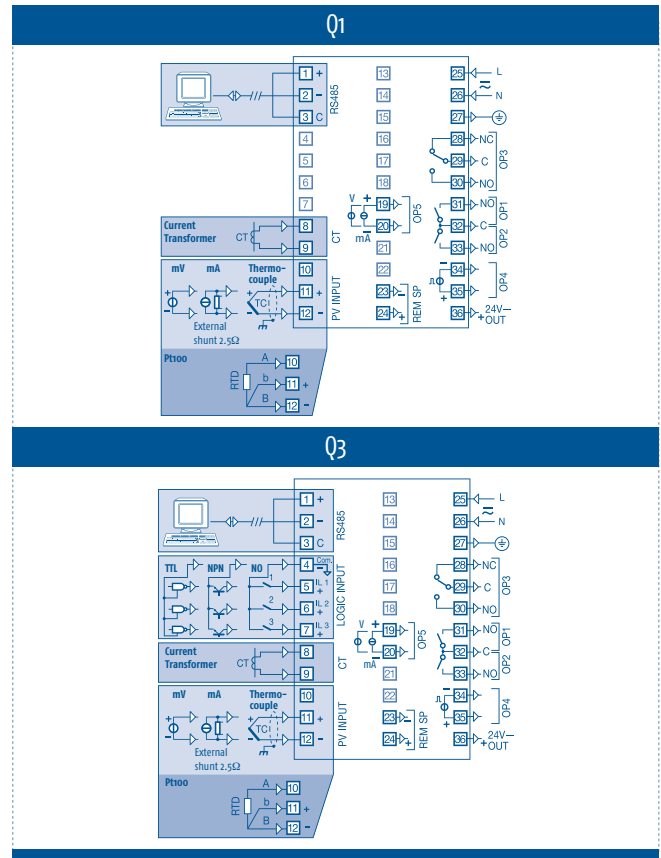 Q1
1 + 13 25 L
2 - 14 26 N
3 C 15 27
RS485
4 16 28 NC
5 17 29 C
6 18 30 NO
OP3
7 V + 19 31 NO
OP1
Current
Transformer
CT 8 mA - 20 32 C
OP5
OP2
9 21 33 NO
CT
mV mA Thermo-
couple
10 22 - 34
+ + TCI 11 + 23 - 35 +
OP4
- - 12 - 24 + 36 + 24V
OUT
PV INPUT
REM SP
External
shunt 2.5Ω
Pt100
RTD
A 10
b 11 +
B 12 -
Q3
1 + 13 25 L
2 - 14 26 N
3 C 15 27
RS485
TTL NPN NO 4 Com. - 16 28 NC
1 5 IL 1 + 17 29 C
2 6 IL 2 + 18 30 NO
OP3
3 7 IL 3 + V + 19 31 NO
LOGIC INPUT
OP1
Current
Transformer
CT 8 mA - 20 32 C
OP5
OP2
9 21 33 NO
CT
mV mA Thermo-
couple
10 22 - 34
+ + TCI 11 + 23 - 35 +
OP4
- - 12 - 24 + 36 + 24V
OUT
PV INPUT
REM SP
External
shunt 2.5Ω
Pt100
RTD
A 10
b 11 +
B 12 -